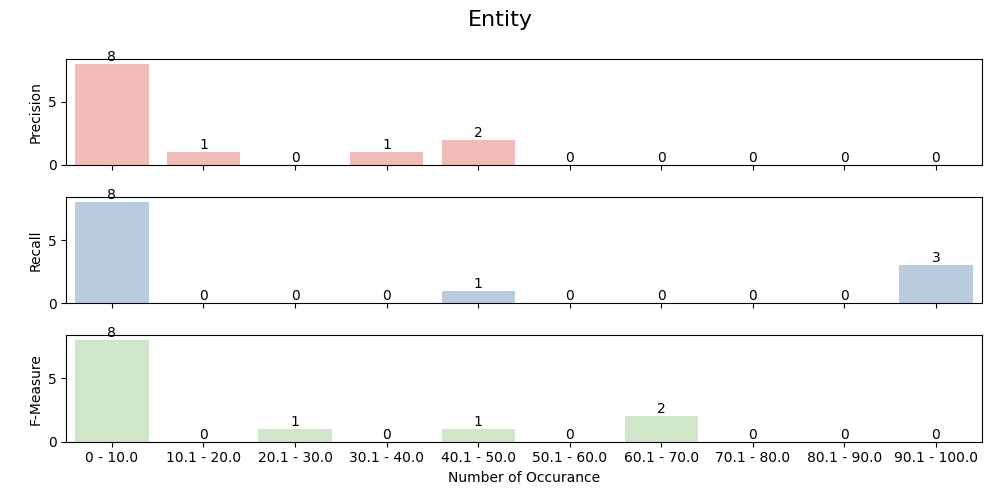 Entity
Precision
5
0
8 1 0 1 2 0 0 0 0 0
Recall
5
0
8 0 0 0 1 0 0 0 0 3
F-Measure
5
0
8 0 1 0 1 0 2 0 0 0
0 - 10.0 10.1 - 20.0 20.1 - 30.0 30.1 - 40.0 40.1 - 50.0 50.1 - 60.0 60.1 - 70.0 70.1 - 80.0 80.1 - 90.0 90.1 - 100.0
Number of Occurance